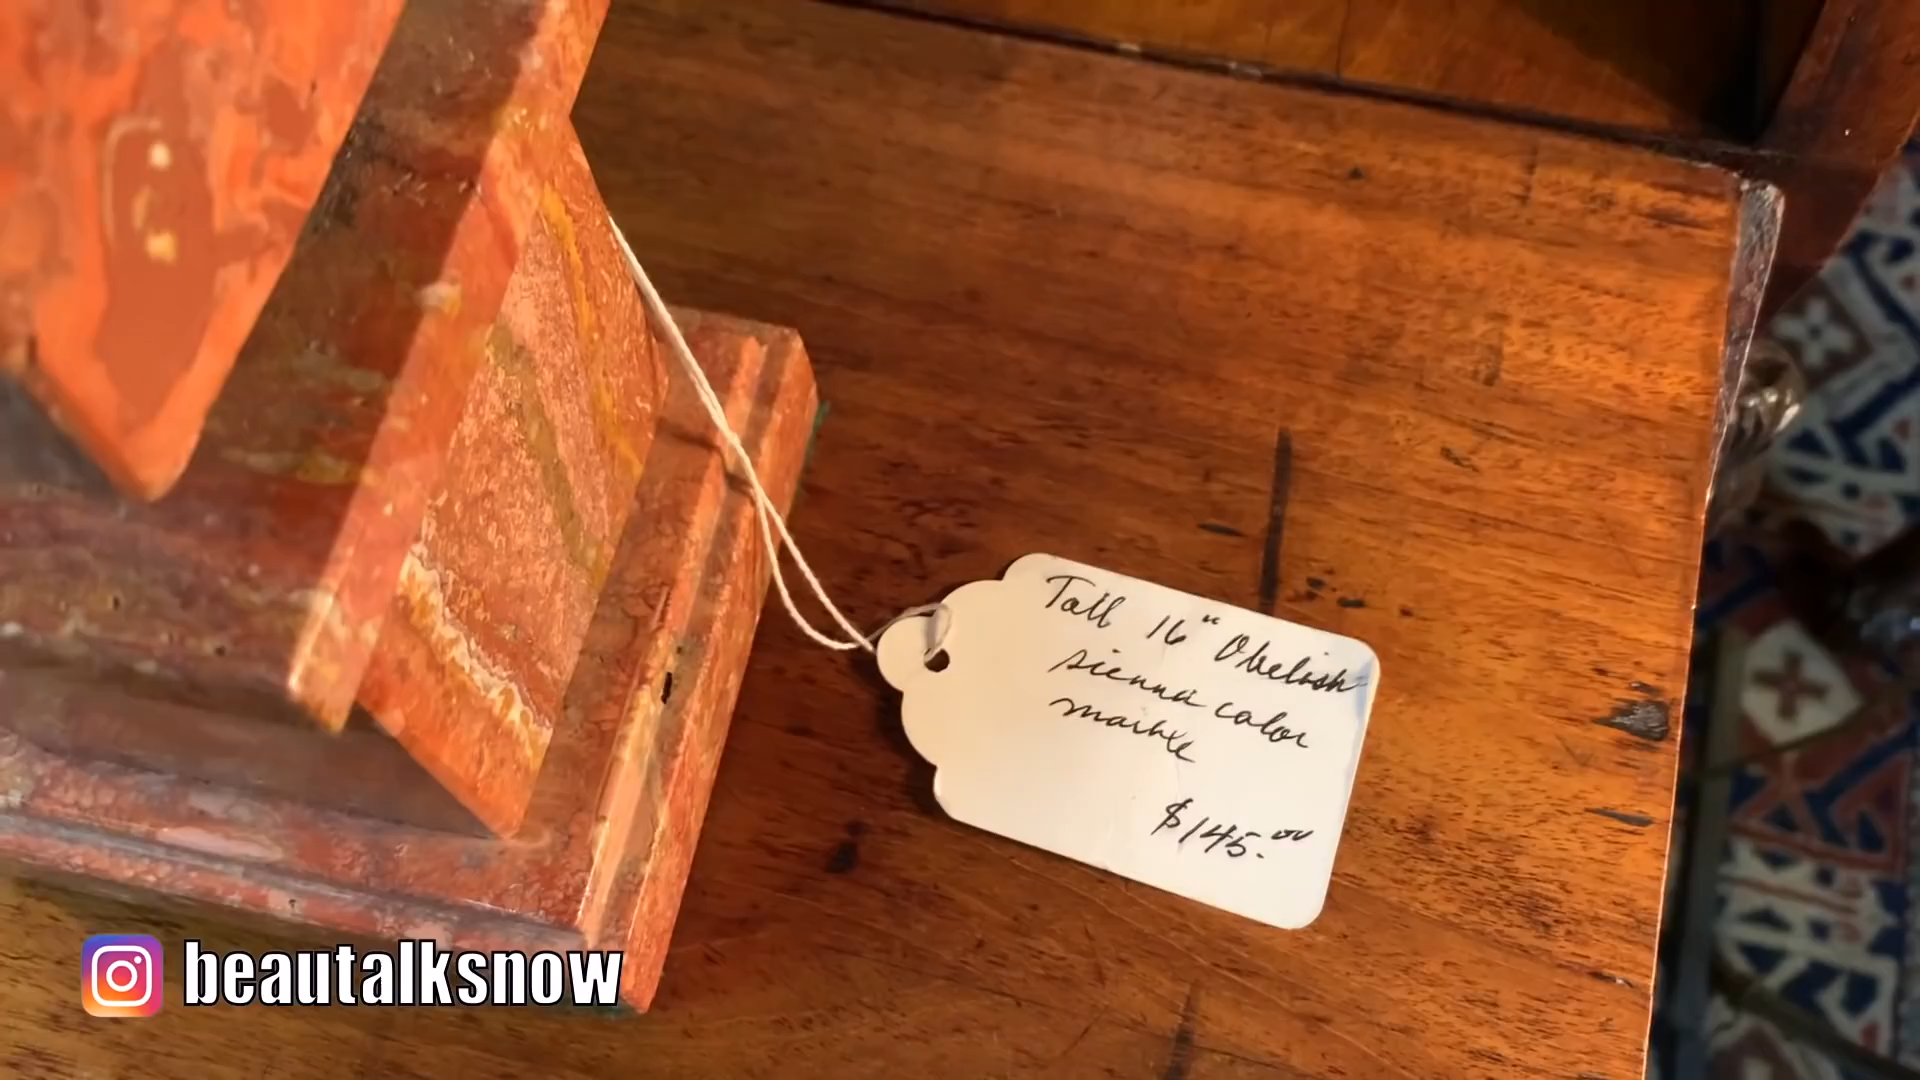 Tall 16" Obelisk
sienna color
marble
$145.00
beautalksnow